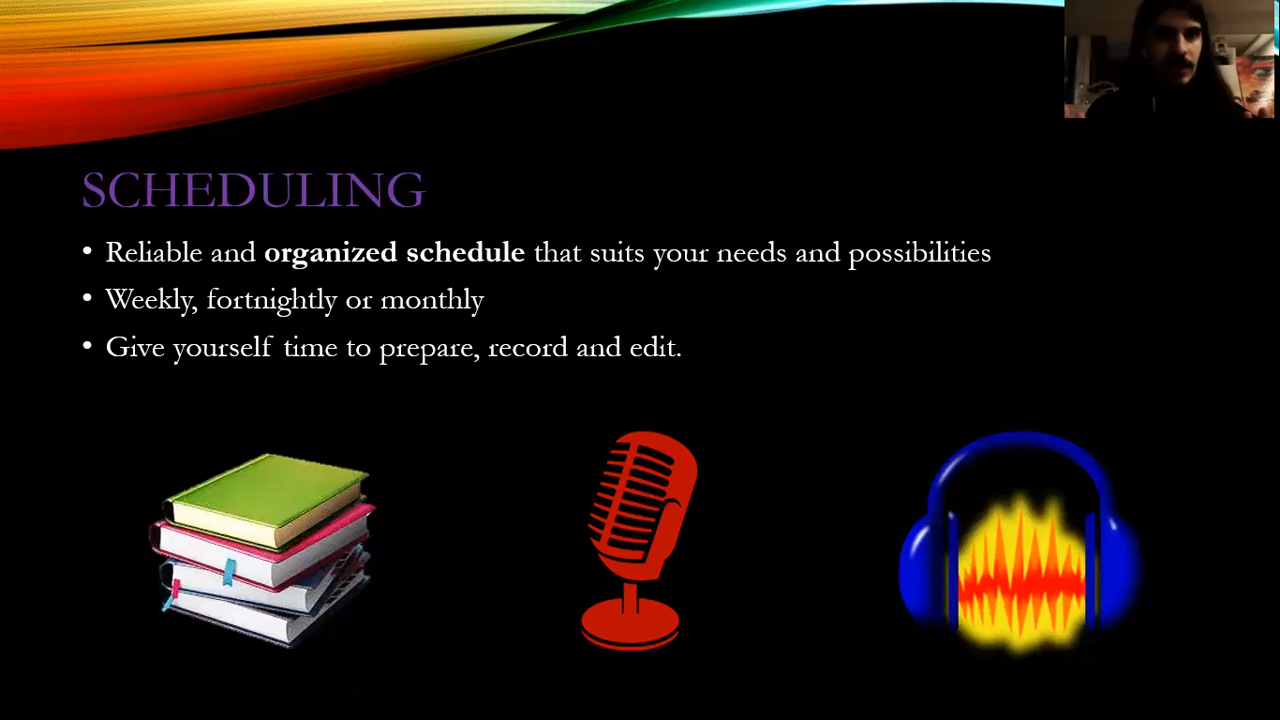 SCHEDULING
• Reliable and organized schedule that suits your needs and possibilities
• Weekly, fortnightly or monthly
• Give yourself time to prepare, record and edit.